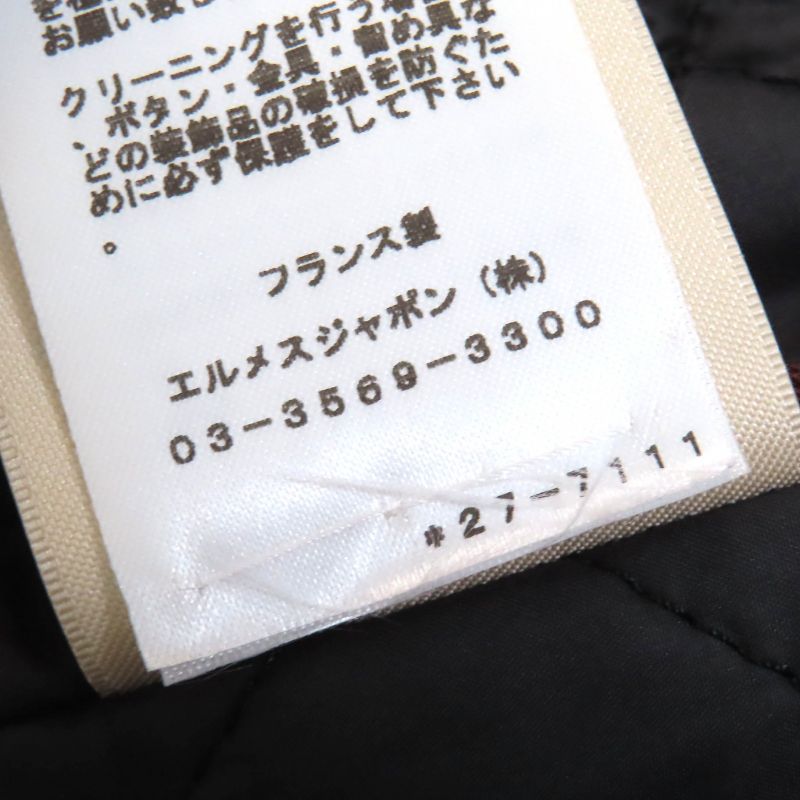 お願い致し
クリーニングを行う場合
、ボタン・金具・留め具な
どの装飾品の破損を防ぐた
めに必ず保護をして下さい
。
フランス製
エルメスジャポン（株）
03-3569-3300
*27-7111